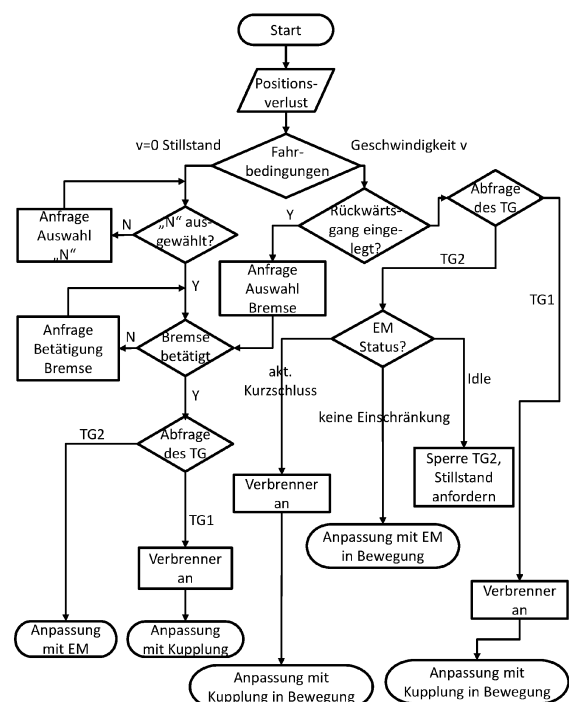 Start
Positions-
verlust
v=0 Stillstand
Geschwindigkeit v
Fahr-
bedingungen
Abfrage
des TG
Anfrage
Auswahl
„N“
N
„N“ aus-
gewählt?
Y
Rückwärts-
gang einge-
legt?
TG2
TG1
Anfrage
Auswahl
Bremse
Y
Anfrage
Betätigung
Bremse
N
Bremse
betätigt
EM
Status?
akt.
Kurzschluss
Idle
keine Einschränkung
Y
TG2
Abfrage
des TG
Sperre TG2,
Stillstand
anfordern
Verbrenner
an
TG1
Anpassung mit EM
in Bewegung
Verbrenner
an
Verbrenner
an
Anpassung
mit EM
Anpassung
mit Kupplung
Anpassung mit
Kupplung in Bewegung
Anpassung mit
Kupplung in Bewegung